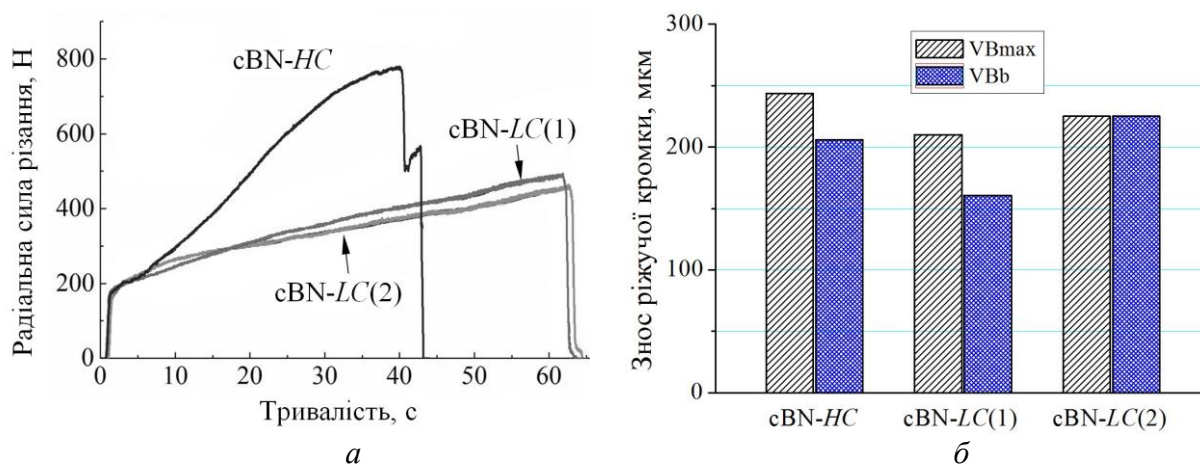 Радіальна сила різання, Н
800
600
400
200
0
cBN-HC
cBN-LC(1)
cBN-LC(2)
0 10 20 30 40 50 60
Тривалість, с
а
Знос ріжучої кромки, мкм
300
200
100
0
VBmax
VBb
cBN-HC cBN-LC(1) cBN-LC(2)
б